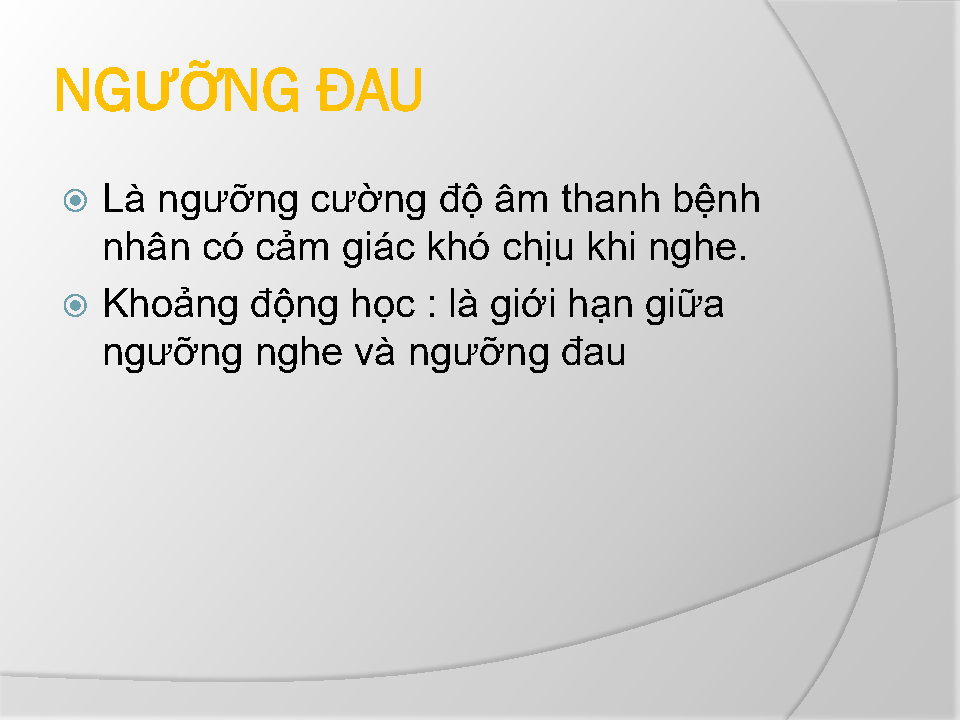 NGƯỠNG ĐAU
Là ngưỡng cường độ âm thanh bệnh
nhân có cảm giác khó chịu khi nghe.
Khoảng động học : là giới hạn giữa
ngưỡng nghe và ngưỡng đau